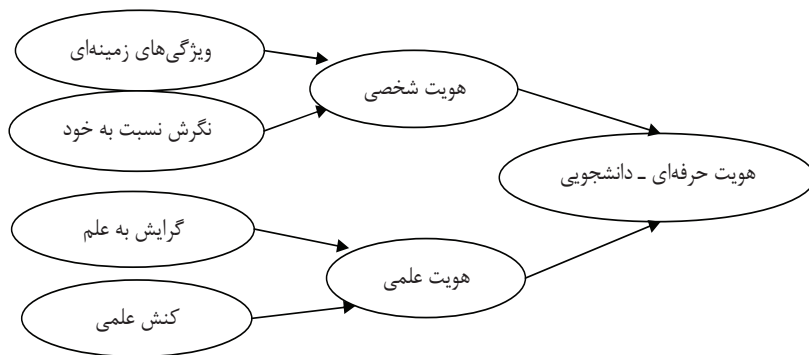 ویژگی‌های زمینه‌ای
هویت شخصی
نگرش نسبت به خود
هویت حرفه‌ای ـ دانشجویی
گرایش به علم
هویت علمی
کنش علمی